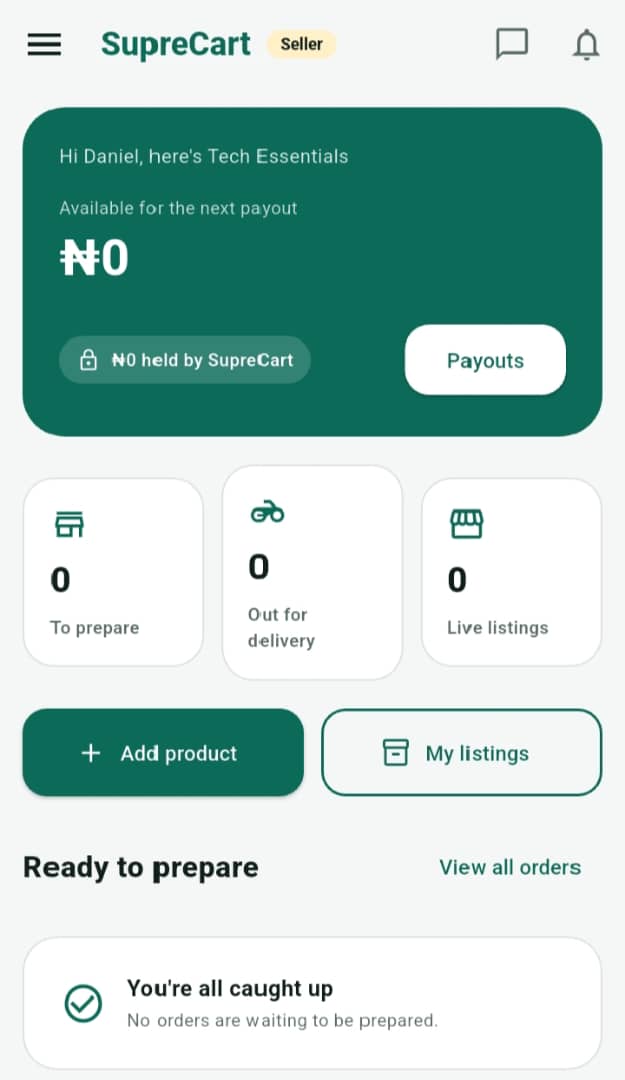 SupreCart Seller
Hi Daniel, here's Tech Essentials
Available for the next payout
₦0
₦0 held by SupreCart
Payouts
0
To prepare
0
Out for
delivery
0
Live listings
+ Add product
My listings
Ready to prepare
View all orders
You're all caught up
No orders are waiting to be prepared.